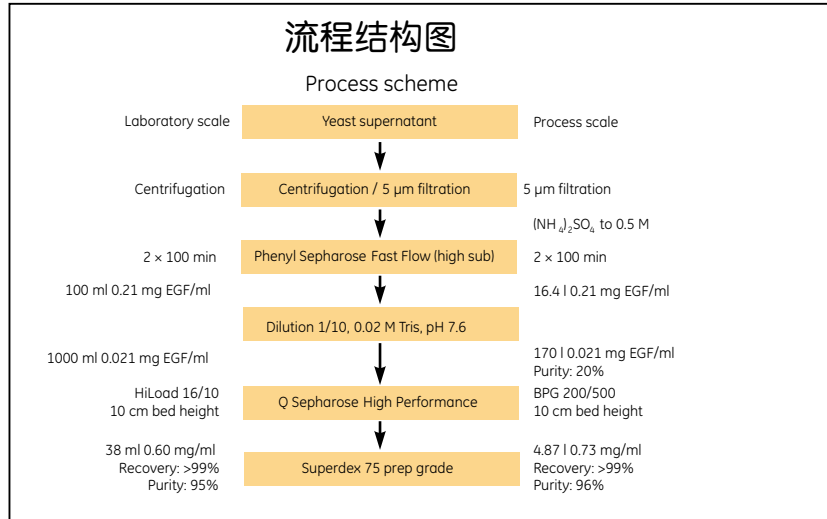 流程结构图
Process scheme
Laboratory scale
Yeast supernatant
Process scale
Centrifugation
Centrifugation / 5 µm filtration
5 µm filtration
(NH₄)₂SO₄ to 0.5 M
2 × 100 min
Phenyl Sepharose Fast Flow (high sub)
2 × 100 min
100 ml 0.21 mg EGF/ml
16.4 l 0.21 mg EGF/ml
Dilution 1/10, 0.02 M Tris, pH 7.6
1000 ml 0.021 mg EGF/ml
170 l 0.021 mg EGF/ml
Purity: 20%
HiLoad 16/10
10 cm bed height
Q Sepharose High Performance
BPG 200/500
10 cm bed height
38 ml 0.60 mg/ml
Recovery: >99%
Purity: 95%
Superdex 75 prep grade
4.87 l 0.73 mg/ml
Recovery: >99%
Purity: 96%